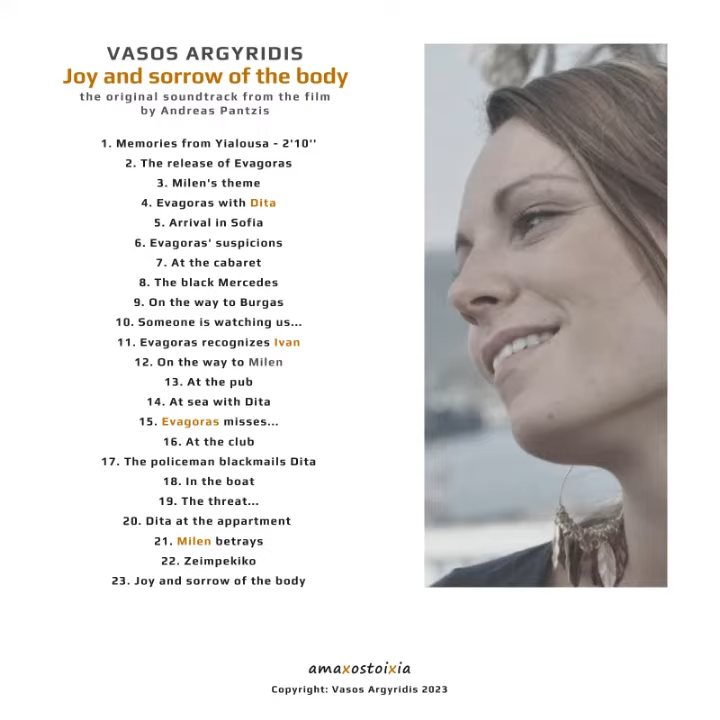 VASOS ARGYRIDIS
Joy and sorrow of the body
the original soundtrack from the film
by Andreas Pantzis
1. Memories from Yialousa - 2'10''
2. The release of Evagoras
3. Milen's theme
4. Evagoras with Dita
5. Arrival in Sofia
6. Evagoras' suspicions
7. At the cabaret
8. The black Mercedes
9. On the way to Burgas
10. Someone is watching us...
11. Evagoras recognizes Ivan
12. On the way to Milen
13. At the pub
14. At sea with Dita
15. Evagoras misses...
16. At the club
17. The policeman blackmails Dita
18. In the boat
19. The threat...
20. Dita at the appartment
21. Milen betrays
22. Zeimpekiko
23. Joy and sorrow of the body
amaxostoixia
Copyright: Vasos Argyridis 2023